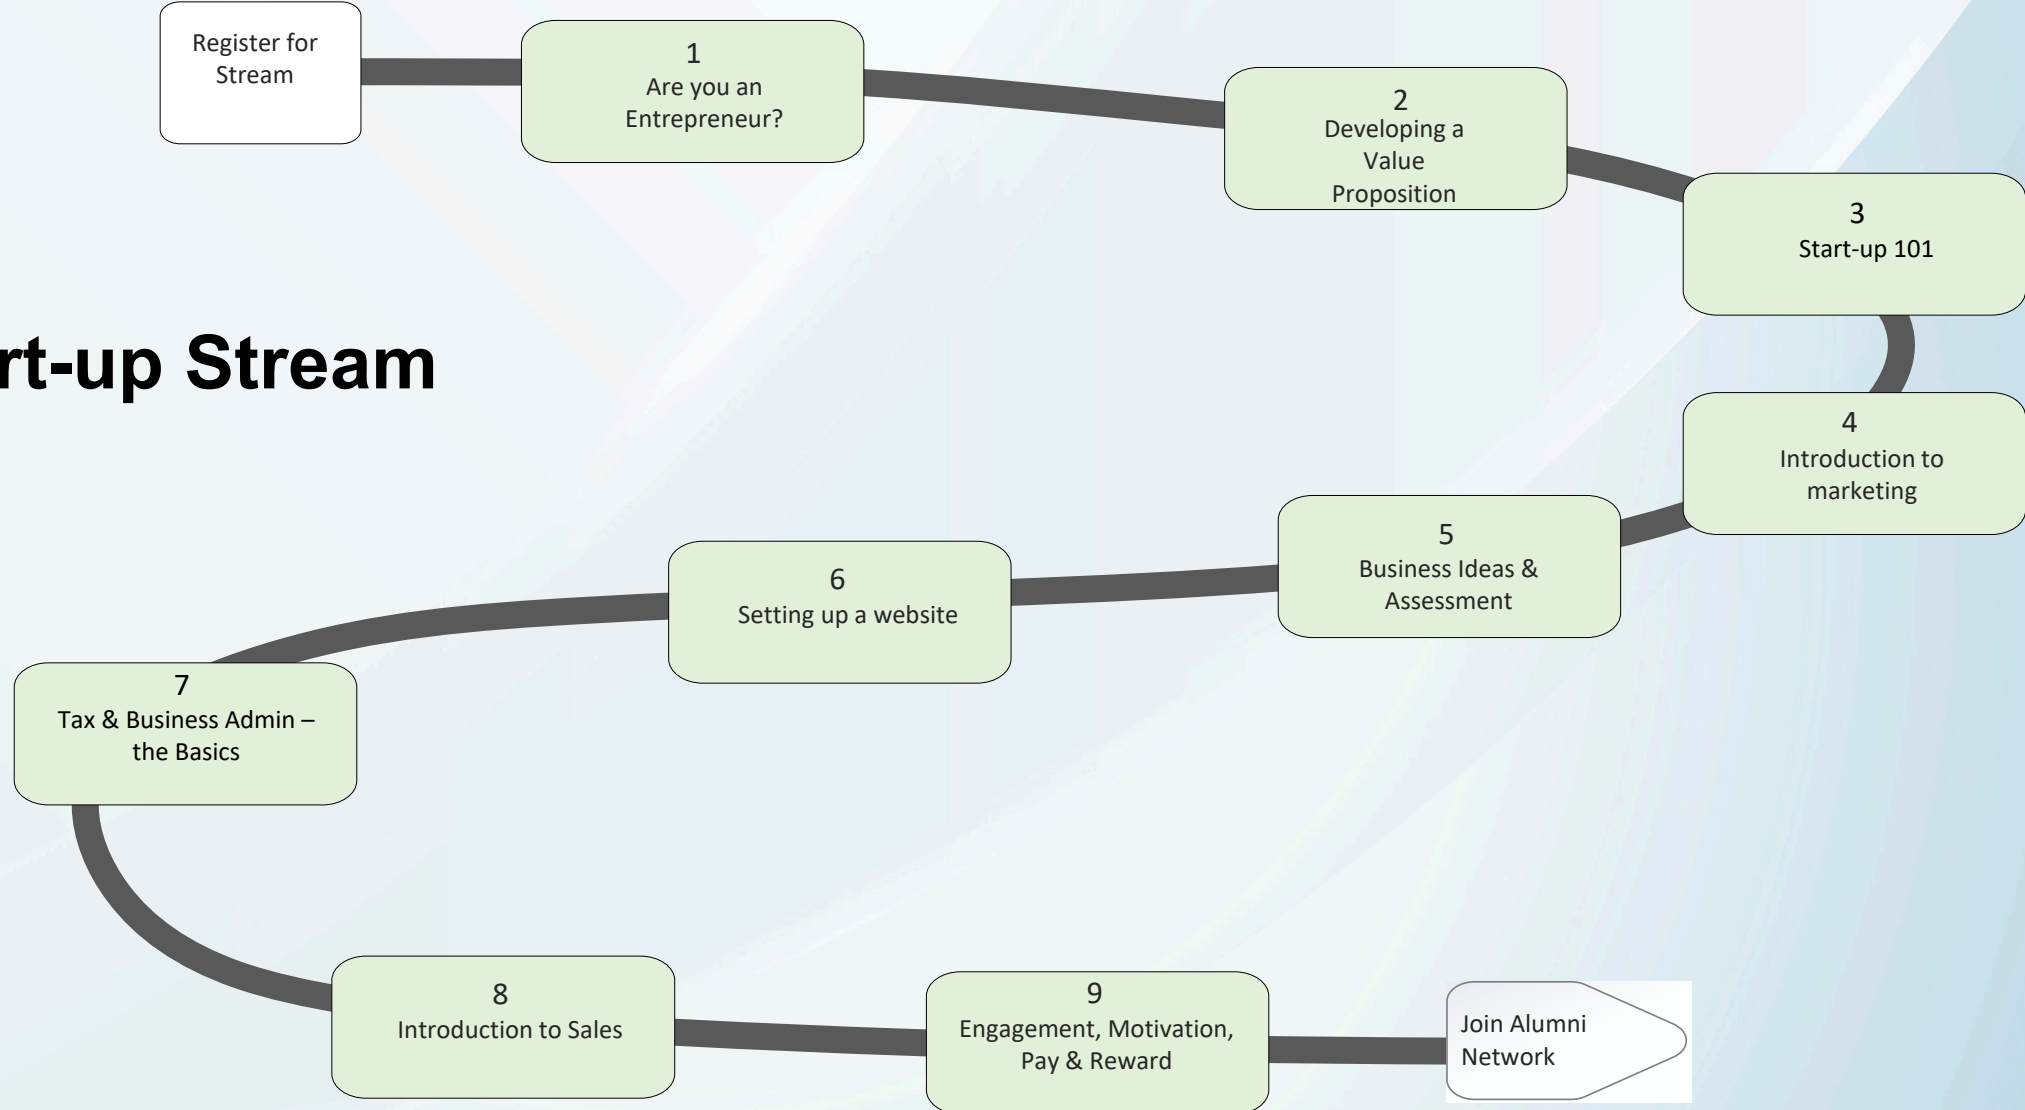 Register for
Stream
1
Are you an
Entrepreneur?
2
Developing a
Value
Proposition
3
Start-up 101
rt-up Stream
4
Introduction to
marketing
5
Business Ideas &
Assessment
6
Setting up a website
7
Tax & Business Admin –
the Basics
8
Introduction to Sales
9
Engagement, Motivation,
Pay & Reward
Join Alumni
Network